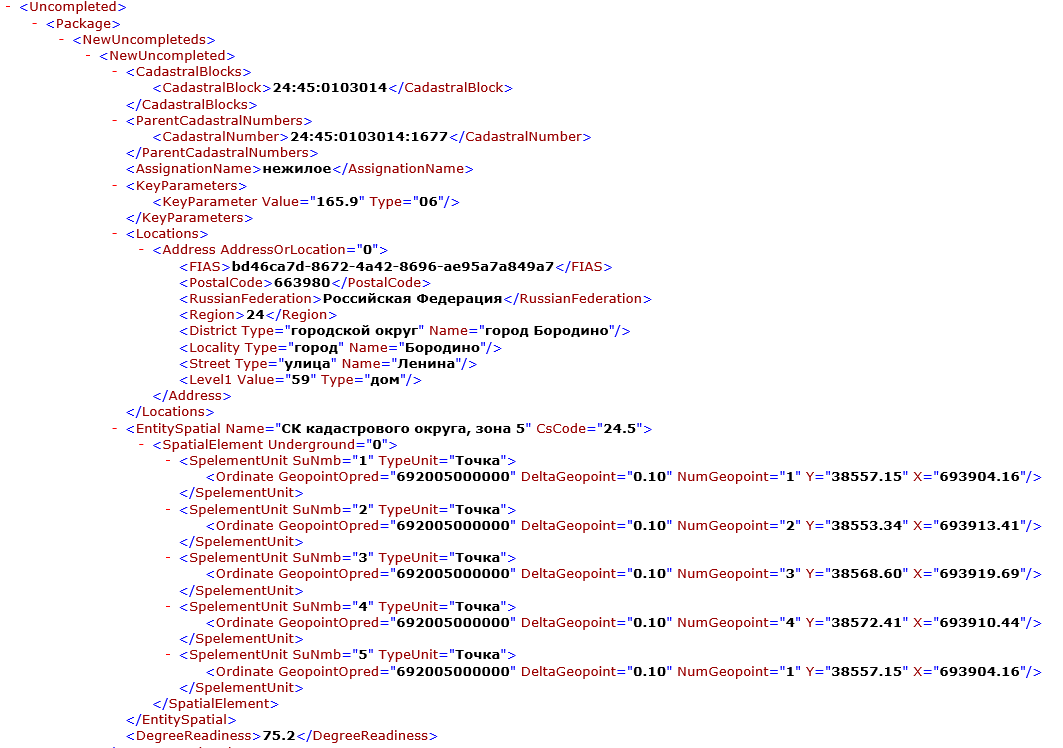 - <Uncompleted>
- <Package>
- <NewUncompleteds>
- <NewUncompleted>
- <CadastralBlocks>
<CadastralBlock>24:45:0103014</CadastralBlock>
</CadastralBlocks>
- <ParentCadastralNumbers>
<CadastralNumber>24:45:0103014:1677</CadastralNumber>
</ParentCadastralNumbers>
<AssignationName>нежилое</AssignationName>
- <KeyParameters>
<KeyParameter Value="165.9" Type="06"/>
</KeyParameters>
- <Locations>
- <Address AddressOrLocation="0">
<FIAS>bd46ca7d-8672-4a42-8696-ae95a7a849a7</FIAS>
<PostalCode>663980</PostalCode>
<RussianFederation>Российская Федерация</RussianFederation>
<Region>24</Region>
<District Type="городской округ" Name="город Бородино"/>
<Locality Type="город" Name="Бородино"/>
<Street Type="улица" Name="Ленина"/>
<Level1 Value="59" Type="дом"/>
</Address>
</Locations>
- <EntitySpatial Name="СК кадастрового округа, зона 5" CsCode="24.5">
- <SpatialElement Underground="0">
- <SpelementUnit SuNmb="1" TypeUnit="Точка">
<Ordinate GeopointOpred="692005000000" DeltaGeopoint="0.10" NumGeopoint="1" Y="38557.15" X="693904.16"/>
</SpelementUnit>
- <SpelementUnit SuNmb="2" TypeUnit="Точка">
<Ordinate GeopointOpred="692005000000" DeltaGeopoint="0.10" NumGeopoint="2" Y="38553.34" X="693913.41"/>
</SpelementUnit>
- <SpelementUnit SuNmb="3" TypeUnit="Точка">
<Ordinate GeopointOpred="692005000000" DeltaGeopoint="0.10" NumGeopoint="3" Y="38568.60" X="693919.69"/>
</SpelementUnit>
- <SpelementUnit SuNmb="4" TypeUnit="Точка">
<Ordinate GeopointOpred="692005000000" DeltaGeopoint="0.10" NumGeopoint="4" Y="38572.41" X="693910.44"/>
</SpelementUnit>
- <SpelementUnit SuNmb="5" TypeUnit="Точка">
<Ordinate GeopointOpred="692005000000" DeltaGeopoint="0.10" NumGeopoint="1" Y="38557.15" X="693904.16"/>
</SpelementUnit>
</SpatialElement>
</EntitySpatial>
<DegreeReadiness>75.2</DegreeReadiness>